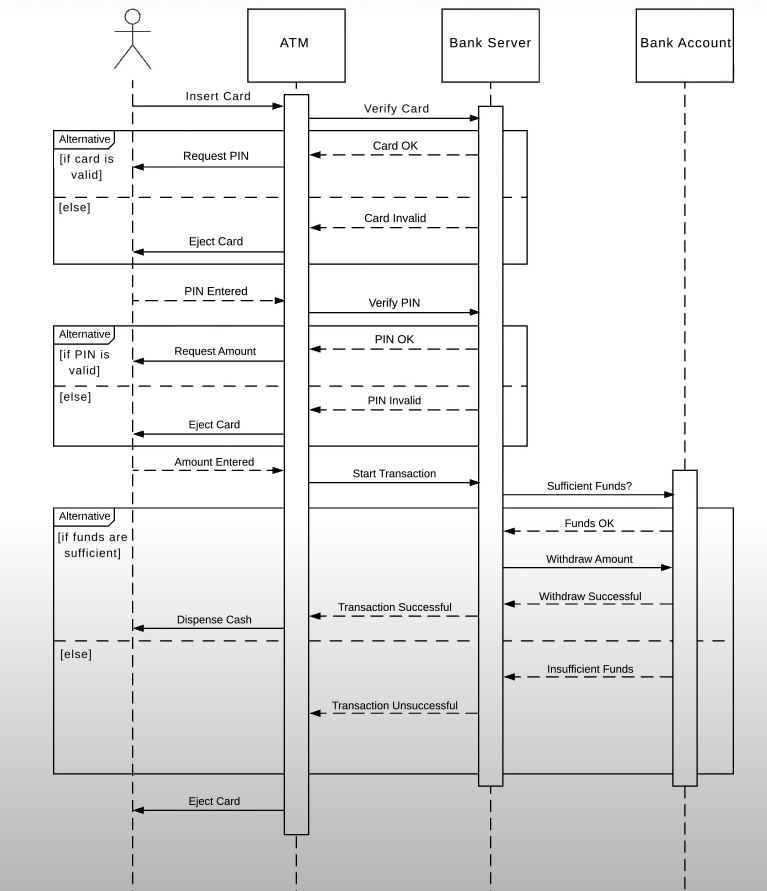 ATM
Bank Server
Bank Account
Insert Card
Verify Card
Alternative
[if card is
valid]
Card OK
Request PIN
[else]
Card Invalid
Eject Card
PIN Entered
Verify PIN
Alternative
[if PIN is
valid]
PIN OK
Request Amount
[else]
PIN Invalid
Eject Card
Amount Entered
Start Transaction
Sufficient Funds?
Alternative
[if funds are
sufficient]
Funds OK
Withdraw Amount
Withdraw Successful
Transaction Successful
Dispense Cash
[else]
Insufficient Funds
Transaction Unsuccessful
Eject Card